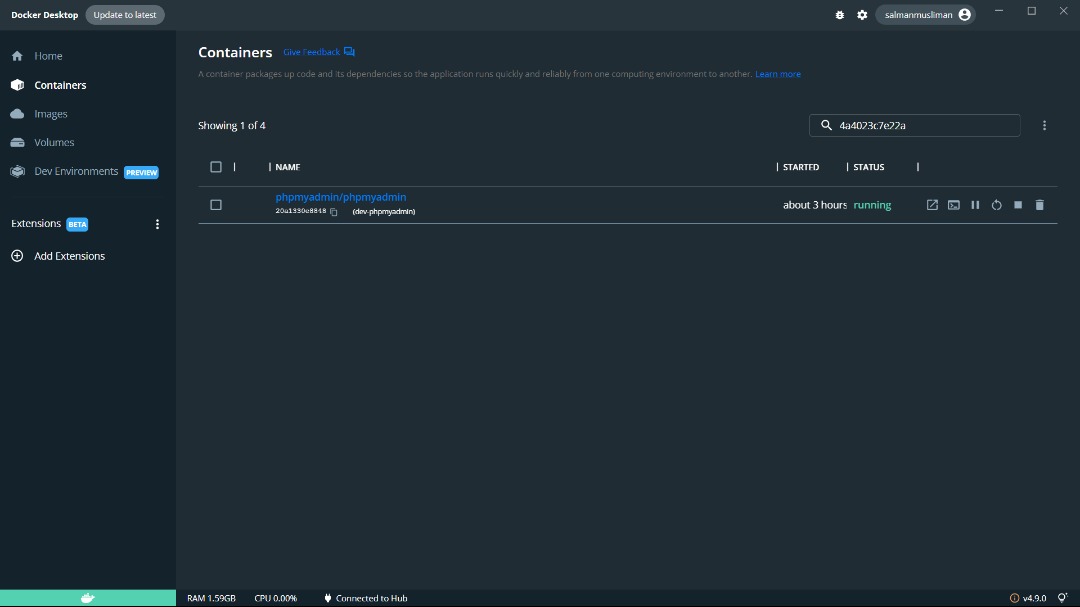 Docker Desktop Update to latest salmanmusliman
Home
Containers
Images
Volumes
Dev Environments PREVIEW
Extensions BETA
Add Extensions
Containers Give Feedback
A container packages up code and its dependencies so the application runs quickly and reliably from one computing environment to another. Learn more
Showing 1 of 4 4a4023c7e22a
NAME STARTED STATUS
phpmyadmin/phpmyadmin about 3 hours running
20a1330e8848 (dev-phpmyadmin)
RAM 1.59GB CPU 0.00% Connected to Hub v4.9.0